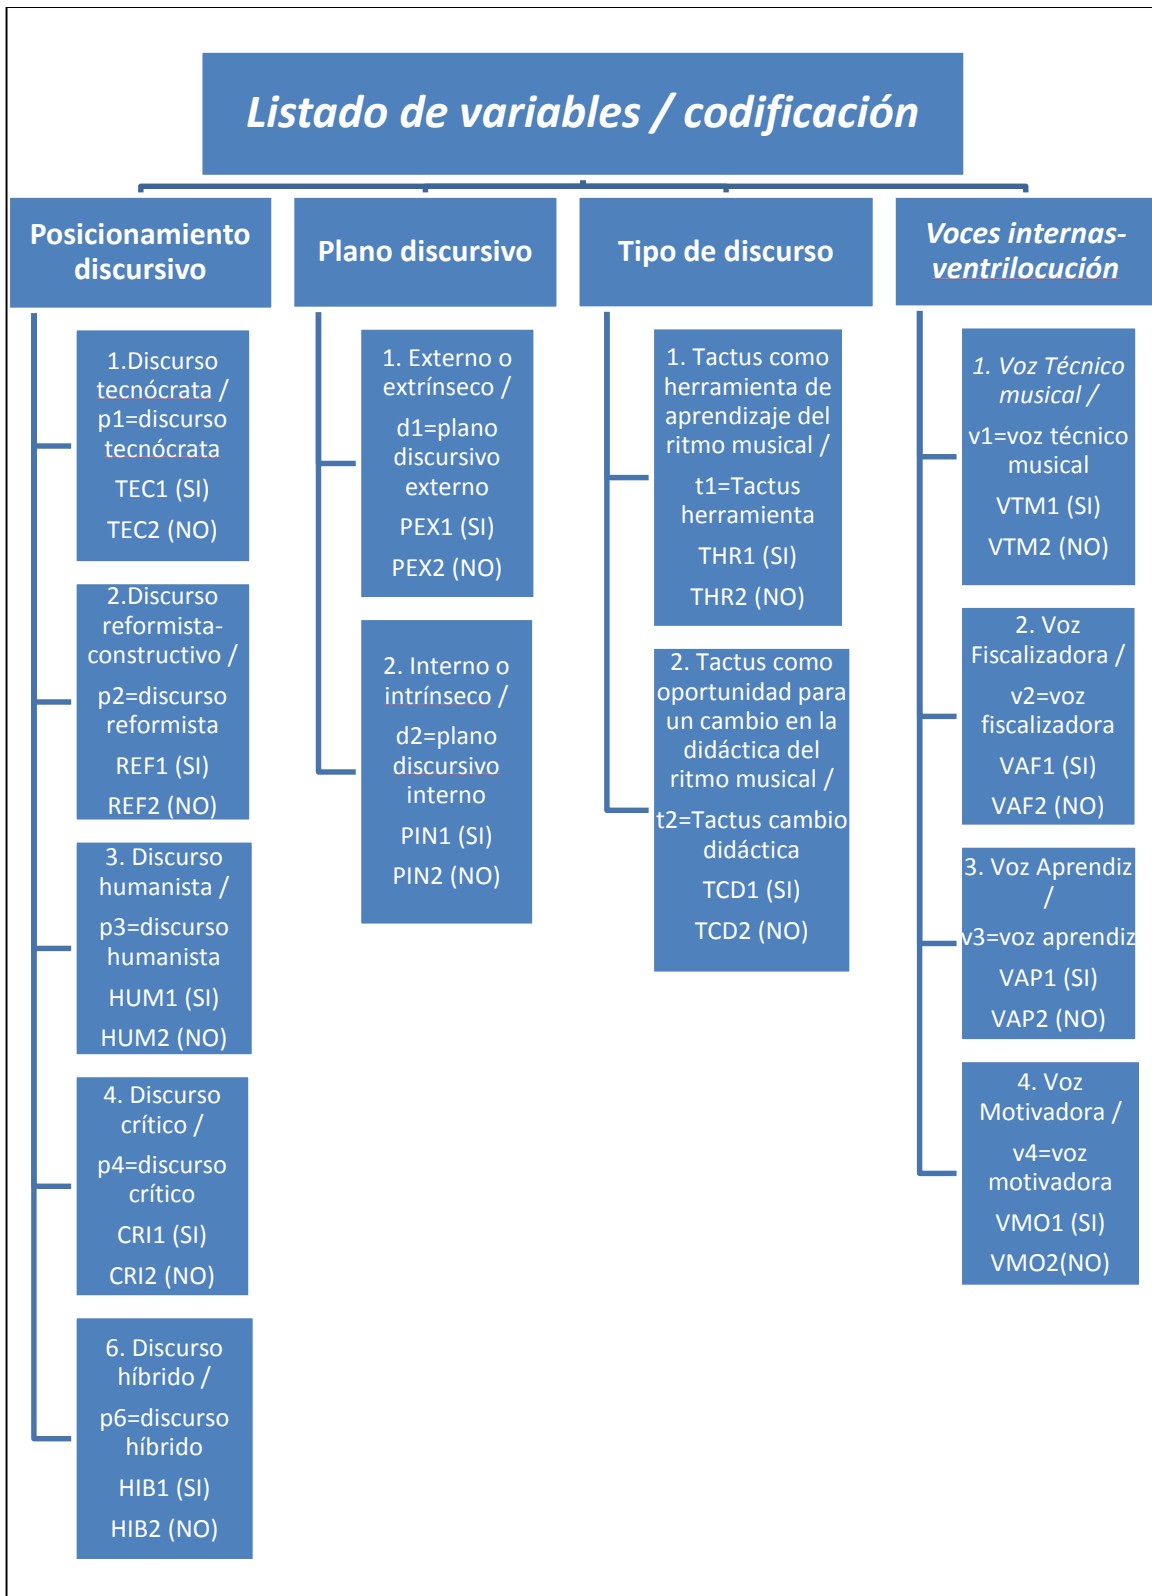 Listado de variables / codificación
Posicionamiento
discursivo
1.Discurso
tecnócrata /
p1=discurso
tecnócrata
TEC1 (SI)
TEC2 (NO)
2.Discurso
reformista-
constructivo /
p2=discurso
reformista
REF1 (SI)
REF2 (NO)
3. Discurso
humanista /
p3=discurso
humanista
HUM1 (SI)
HUM2 (NO)
4. Discurso
crítico /
p4=discurso
crítico
CRI1 (SI)
CRI2 (NO)
6. Discurso
híbrido /
p6=discurso
híbrido
HIB1 (SI)
HIB2 (NO)
Plano discursivo
1. Externo o
extrínseco /
d1=plano
discursivo
externo
PEX1 (SI)
PEX2 (NO)
2. Interno o
intrínseco /
d2=plano
discursivo
interno
PIN1 (SI)
PIN2 (NO)
Tipo de discurso
1. Tactus como
herramienta de
aprendizaje del
ritmo musical /
t1=Tactus
herramienta
THR1 (SI)
THR2 (NO)
2. Tactus como
oportunidad para
un cambio en la
didáctica del
ritmo musical /
t2=Tactus cambio
didáctica
TCD1 (SI)
TCD2 (NO)
Voces internas-
ventrilocución
1. Voz Técnico
musical /
v1=voz técnico
musical
VTM1 (SI)
VTM2 (NO)
2. Voz
Fiscalizadora /
v2=voz
fiscalizadora
VAF1 (SI)
VAF2 (NO)
3. Voz Aprendiz
/
v3=voz aprendiz
VAP1 (SI)
VAP2 (NO)
4. Voz
Motivadora /
v4=voz
motivadora
VMO1 (SI)
VMO2(NO)